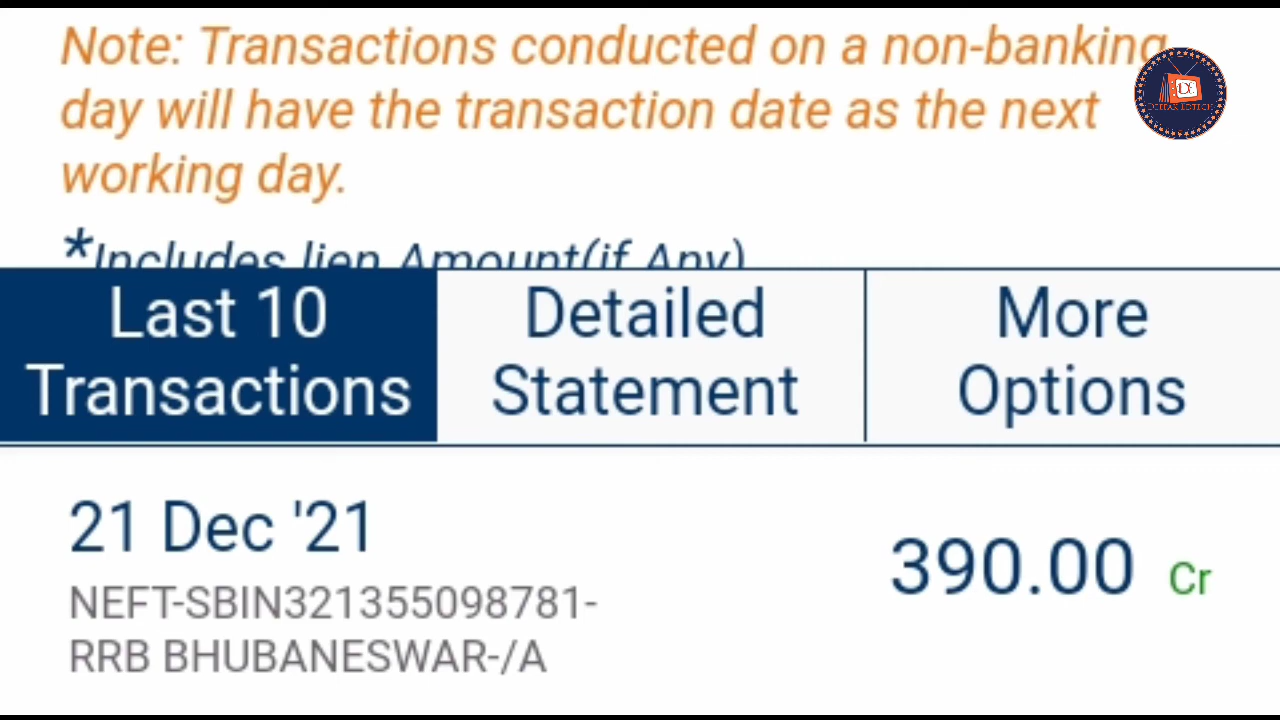 Note: Transactions conducted on a non-banking
day will have the transaction date as the next
working day.
*Includes lien Amount(if Any)
Last 10
Transactions
Detailed
Statement
More
Options
21 Dec '21
390.00 Cr
NEFT-SBIN321355098781-
RRB BHUBANESWAR-/A